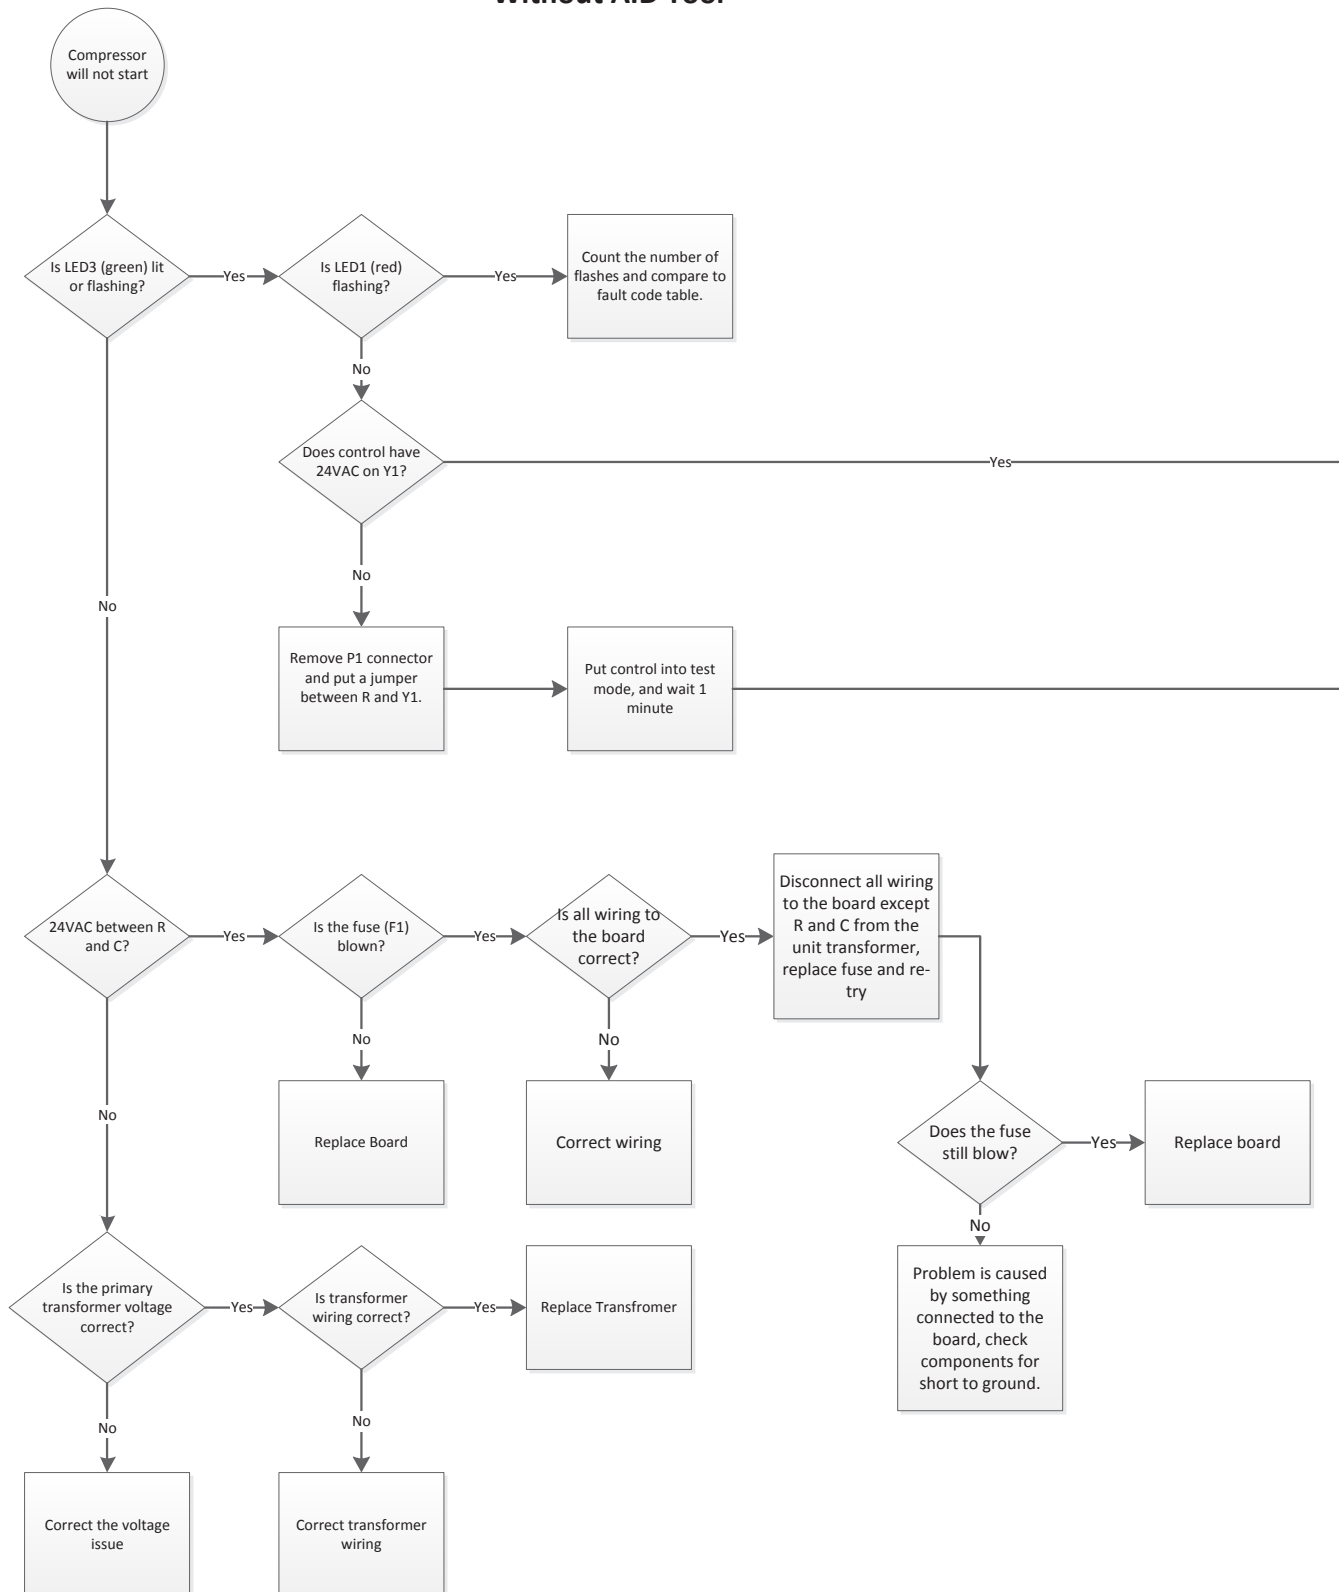 Without AID Tool
Compressor
will not start
Is LED3 (green) lit
or flashing?
Yes
Is LED1 (red)
flashing?
Yes
Count the number of
flashes and compare to
fault code table.
No
Does control have
24VAC on Y1?
Yes
No
No
Remove P1 connector
and put a jumper
between R and Y1.
Put control into test
mode, and wait 1
minute
24VAC between R
and C?
Yes
Is the fuse (F1)
blown?
Yes
Is all wiring to
the board
correct?
Yes
Disconnect all wiring
to the board except
R and C from the
unit transformer,
replace fuse and re-
try
No
No
No
Replace Board
Correct wiring
Does the fuse
still blow?
Yes
Replace board
No
Is the primary
transformer voltage
correct?
Yes
Is transformer
wiring correct?
Yes
Replace Transfromer
Problem is caused
by something
connected to the
board, check
components for
short to ground.
No
No
Correct the voltage
issue
Correct transformer
wiring